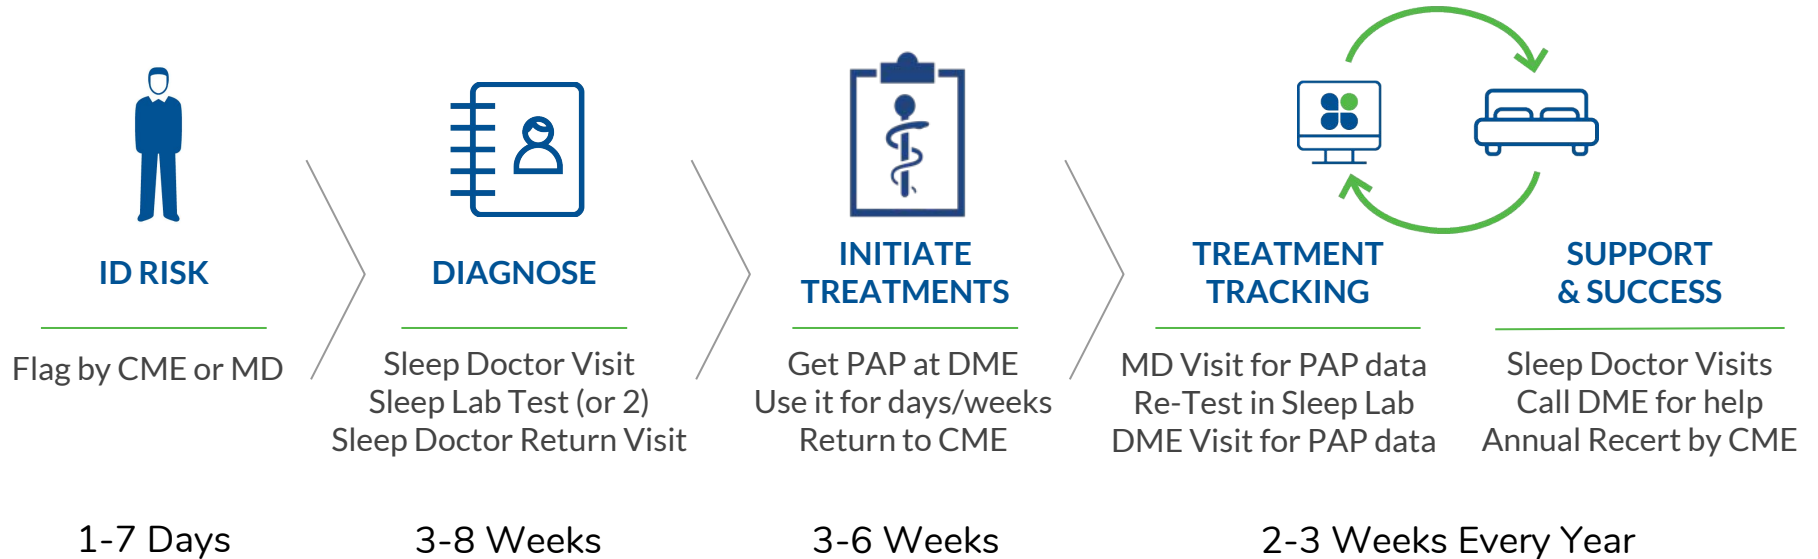 ID RISK
Flag by CME or MD
1-7 Days
DIAGNOSE
Sleep Doctor Visit
Sleep Lab Test (or 2)
Sleep Doctor Return Visit
3-8 Weeks
INITIATE
TREATMENTS
Get PAP at DME
Use it for days/weeks
Return to CME
3-6 Weeks
TREATMENT
TRACKING
MD Visit for PAP data
Re-Test in Sleep Lab
DME Visit for PAP data
SUPPORT
& SUCCESS
Sleep Doctor Visits
Call DME for help
Annual Recert by CME
2-3 Weeks Every Year